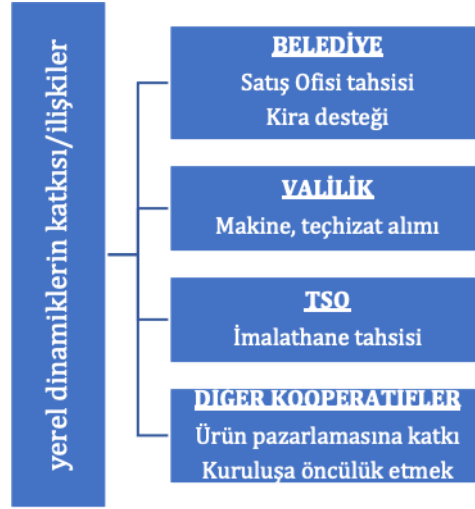 yerel dinamiklerin katkısı/ilişkiler
BELEDİYE
Satış Ofisi tahsisi
Kira desteği
VALİLİK
Makine, teçhizat alımı
TSO
İmalathane tahsisi
DİĞER KOOPERATİFLER
Ürün pazarlamasına katkı
Kuruluşa öncülük etmek